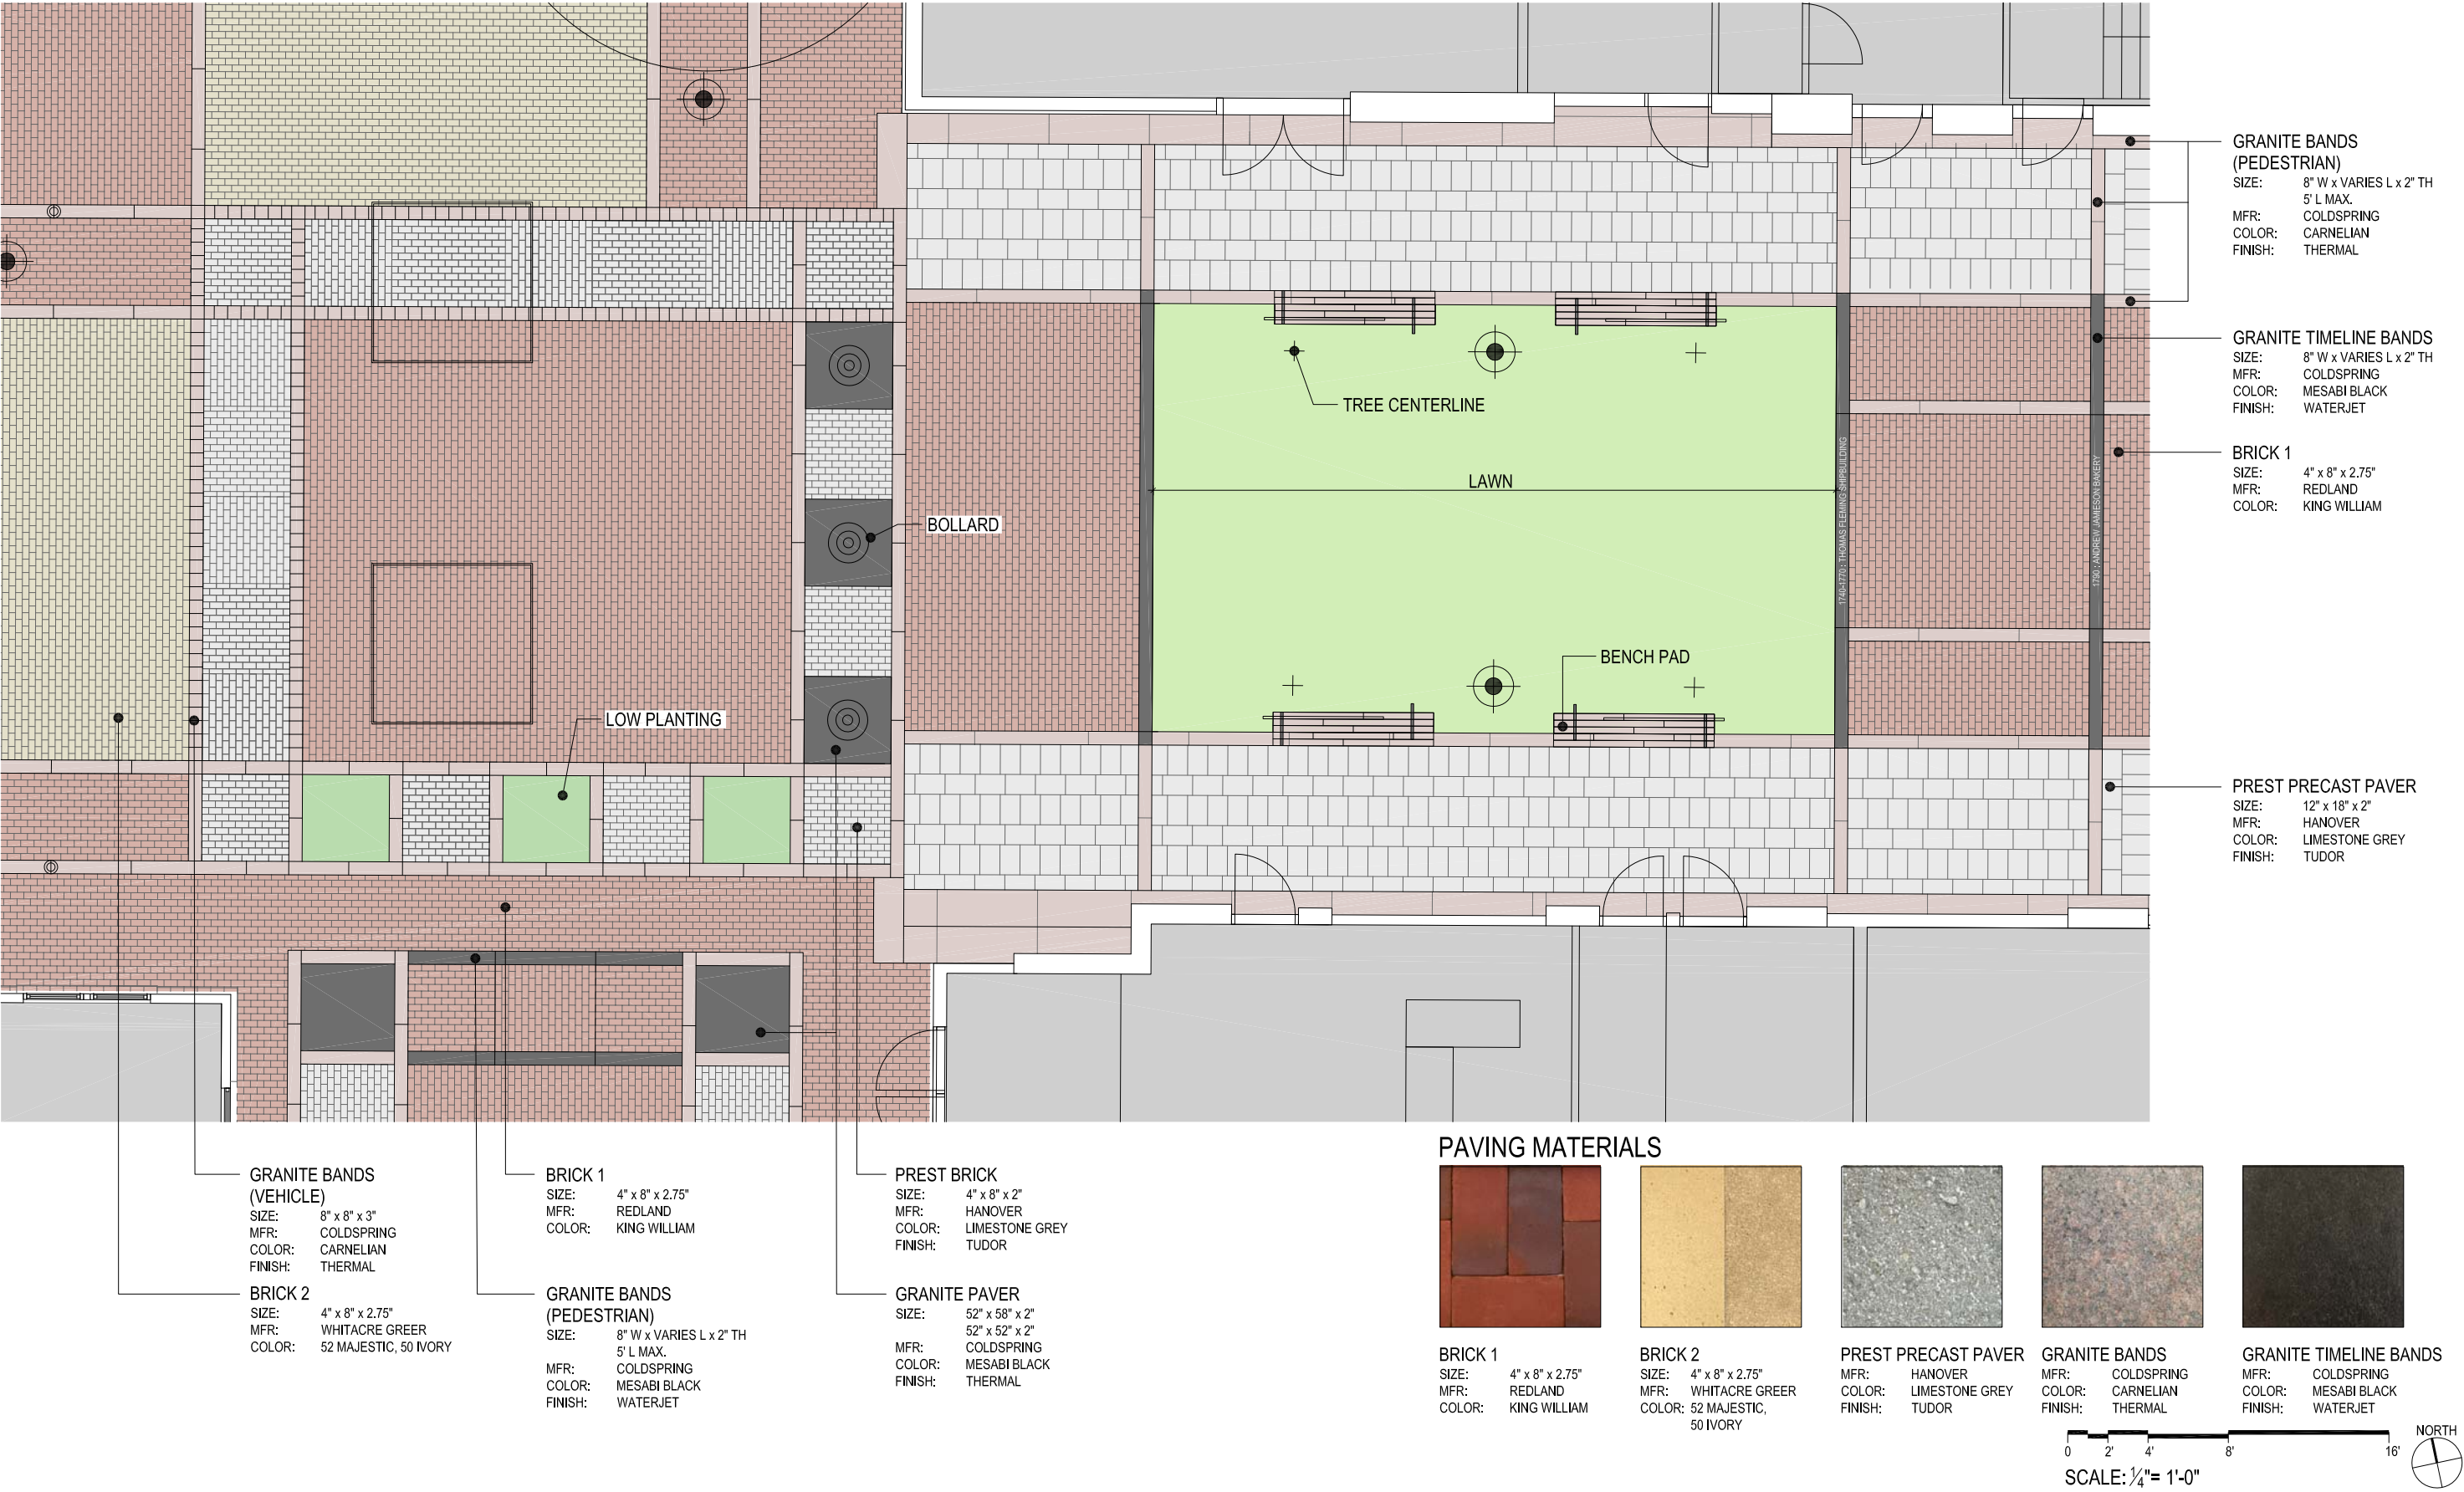 GRANITE BANDS
(PEDESTRIAN)
SIZE: 8" W x VARIES L x 2" TH
5' L MAX.
MFR: COLDSPRING
COLOR: CARNELIAN
FINISH: THERMAL
GRANITE TIMELINE BANDS
SIZE: 8" W x VARIES L x 2" TH
MFR: COLDSPRING
COLOR: MESABI BLACK
FINISH: WATERJET
BRICK 1
SIZE: 4" x 8" x 2.75"
MFR: REDLAND
COLOR: KING WILLIAM
PREST PRECAST PAVER
SIZE: 12" x 18" x 2"
MFR: HANOVER
COLOR: LIMESTONE GREY
FINISH: TUDOR
TREE CENTERLINE
LAWN
BOLLARD
BENCH PAD
LOW PLANTING
1740-1770 : THOMAS FLEMING SHIPBUILDING
1790 : ANDREW JAMIESON BAKERY
GRANITE BANDS
(VEHICLE)
SIZE: 8" x 8" x 3"
MFR: COLDSPRING
COLOR: CARNELIAN
FINISH: THERMAL
BRICK 2
SIZE: 4" x 8" x 2.75"
MFR: WHITACRE GREER
COLOR: 52 MAJESTIC, 50 IVORY
BRICK 1
SIZE: 4" x 8" x 2.75"
MFR: REDLAND
COLOR: KING WILLIAM
GRANITE BANDS
(PEDESTRIAN)
SIZE: 8" W x VARIES L x 2" TH
5' L MAX.
MFR: COLDSPRING
COLOR: MESABI BLACK
FINISH: WATERJET
PREST BRICK
SIZE: 4" x 8" x 2"
MFR: HANOVER
COLOR: LIMESTONE GREY
FINISH: TUDOR
GRANITE PAVER
SIZE: 52" x 58" x 2"
52" x 52" x 2"
MFR: COLDSPRING
COLOR: MESABI BLACK
FINISH: THERMAL
PAVING MATERIALS
BRICK 1
SIZE: 4" x 8" x 2.75"
MFR: REDLAND
COLOR: KING WILLIAM
BRICK 2
SIZE: 4" x 8" x 2.75"
MFR: WHITACRE GREER
COLOR: 52 MAJESTIC,
50 IVORY
PREST PRECAST PAVER
MFR: HANOVER
COLOR: LIMESTONE GREY
FINISH: TUDOR
GRANITE BANDS
MFR: COLDSPRING
COLOR: CARNELIAN
FINISH: THERMAL
GRANITE TIMELINE BANDS
MFR: COLDSPRING
COLOR: MESABI BLACK
FINISH: WATERJET
0 2' 4' 8' 16'
SCALE: 1/4"= 1'-0"
NORTH